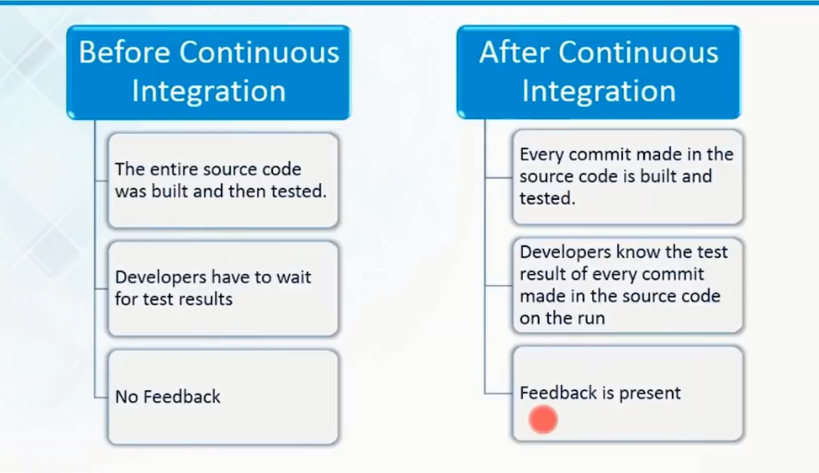 Before Continuous
Integration
The entire source code
was built and then tested.
Developers have to wait
for test results
No Feedback
After Continuous
Integration
Every commit made in the
source code is built and
tested.
Developers know the test
result of every commit
made in the source code
on the run
Feedback is present